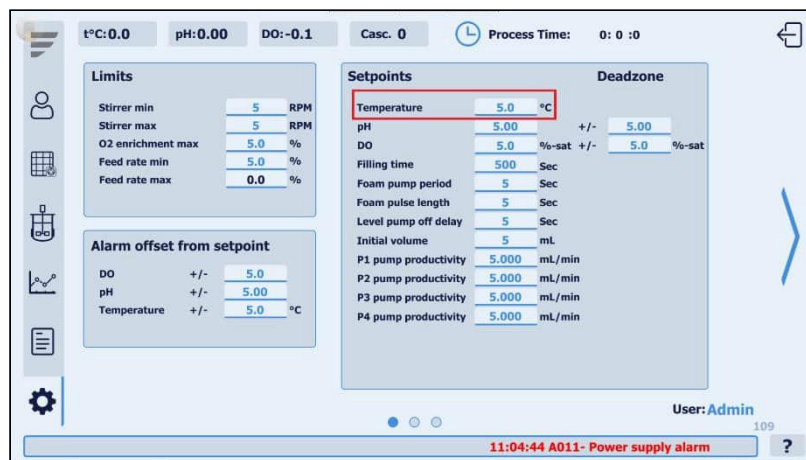 t°C:0.0 pH:0.00 DO:-0.1 Casc. 0 Process Time: 0: 0 :0
Limits
Stirrer min 5 RPM
Stirrer max 5 RPM
O2 enrichment max 5.0 %
Feed rate min 5.0 %
Feed rate max 0.0 %
Alarm offset from setpoint
DO +/- 5.0
pH +/- 5.00
Temperature +/- 5.0 °C
Setpoints Deadzone
Temperature 5.0 °C
pH 5.00 +/- 5.00
DO 5.0 %-sat +/- 5.0 %-sat
Filling time 500 Sec
Foam pump period 5 Sec
Foam pulse length 5 Sec
Level pump off delay 5 Sec
Initial volume 5 mL
P1 pump productivity 5.000 mL/min
P2 pump productivity 5.000 mL/min
P3 pump productivity 5.000 mL/min
P4 pump productivity 5.000 mL/min
User: Admin
109
11:04:44 A011- Power supply alarm ?